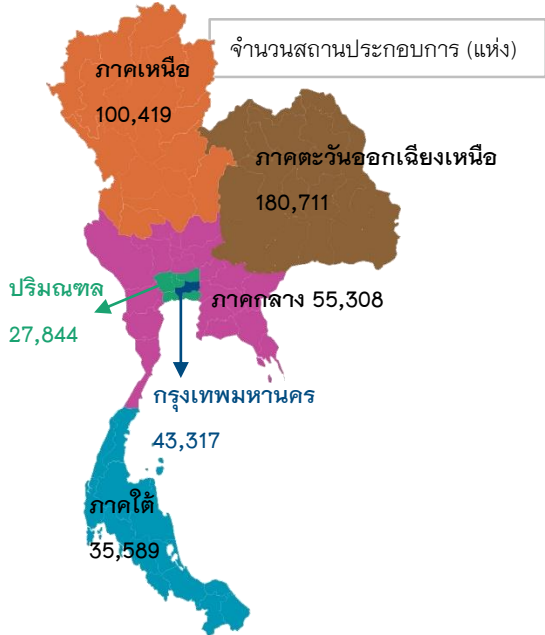 จำนวนสถานประกอบการ (แห่ง)
ภาคเหนือ
100,419
ภาคตะวันออกเฉียงเหนือ
180,711
ปริมณฑล
27,844
ภาคกลาง 55,308
กรุงเทพมหานคร
43,317
ภาคใต้
35,589